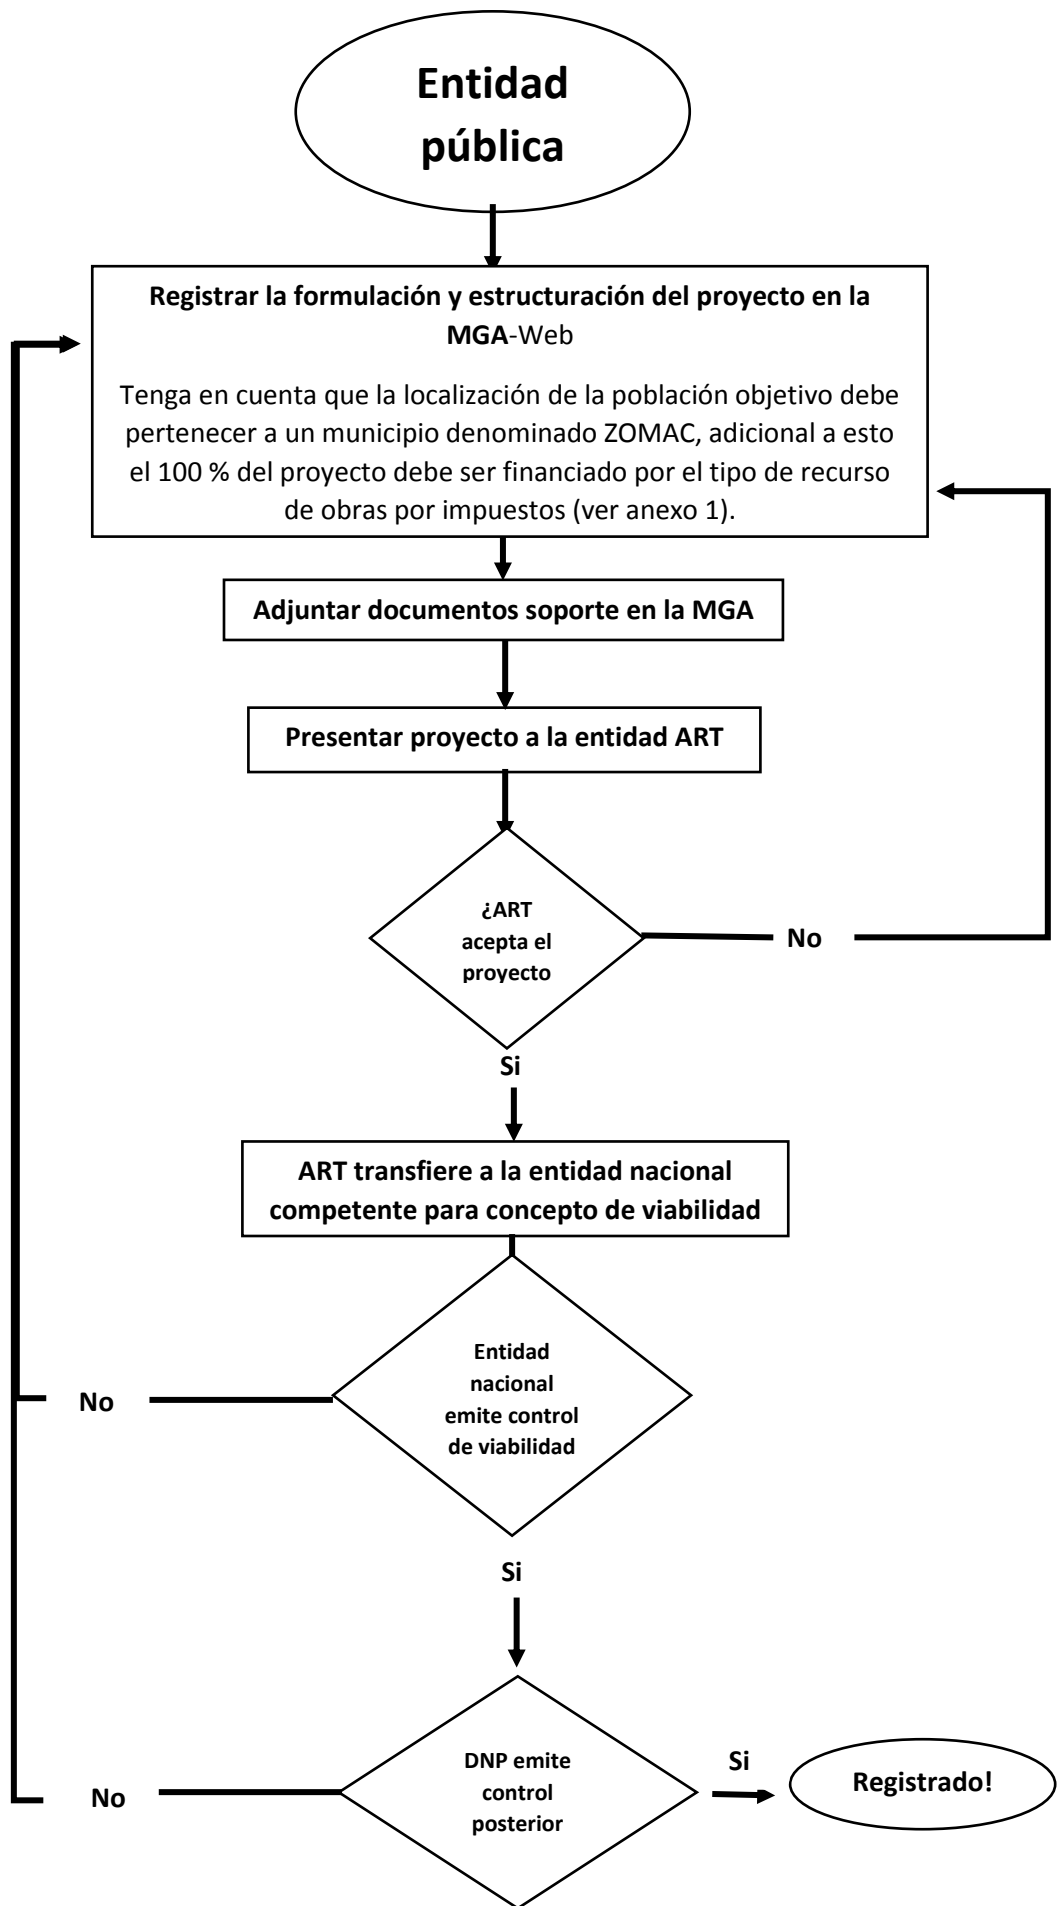 Entidad
pública
Registrar la formulación y estructuración del proyecto en la
MGA-Web
Tenga en cuenta que la localización de la población objetivo debe
pertenecer a un municipio denominado ZOMAC, adicional a esto
el 100 % del proyecto debe ser financiado por el tipo de recurso
de obras por impuestos (ver anexo 1).
Adjuntar documentos soporte en la MGA
Presentar proyecto a la entidad ART
¿ART
acepta el
proyecto
No
Si
ART transfiere a la entidad nacional
competente para concepto de viabilidad
Entidad
nacional
emite control
de viabilidad
No
Si
DNP emite
control
posterior
No
Si
Registrado!